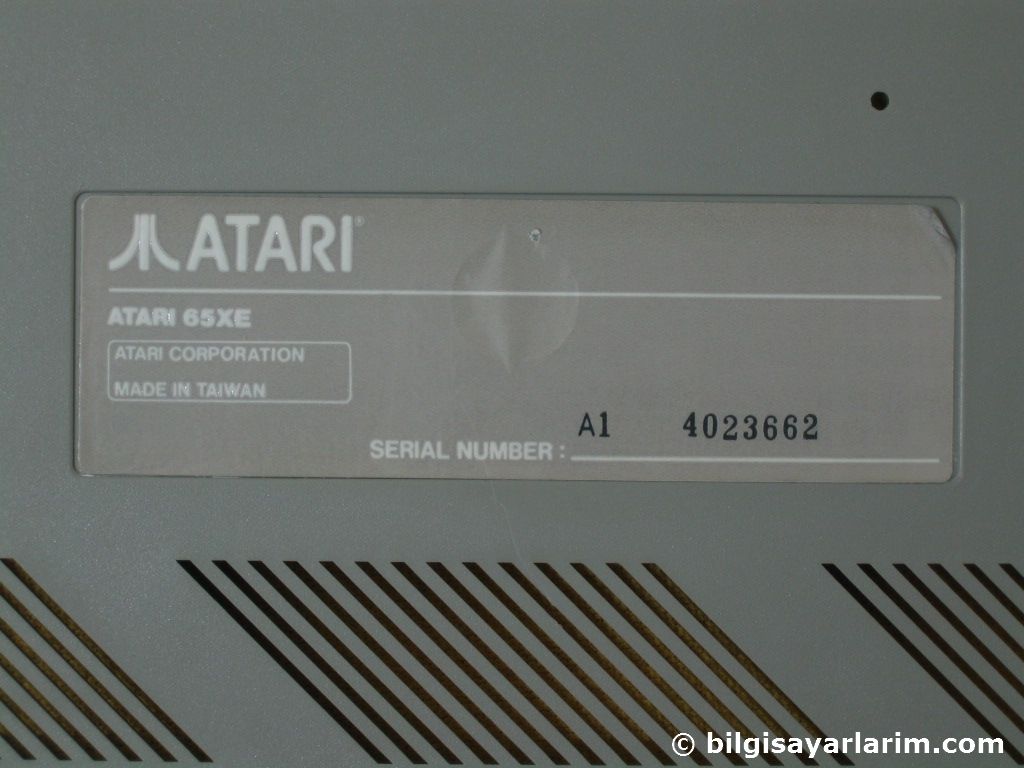 ATARI®
ATARI 65XE
ATARI CORPORATION
MADE IN TAIWAN
SERIAL NUMBER : A1 4023662
© bilgisayarlarim.com